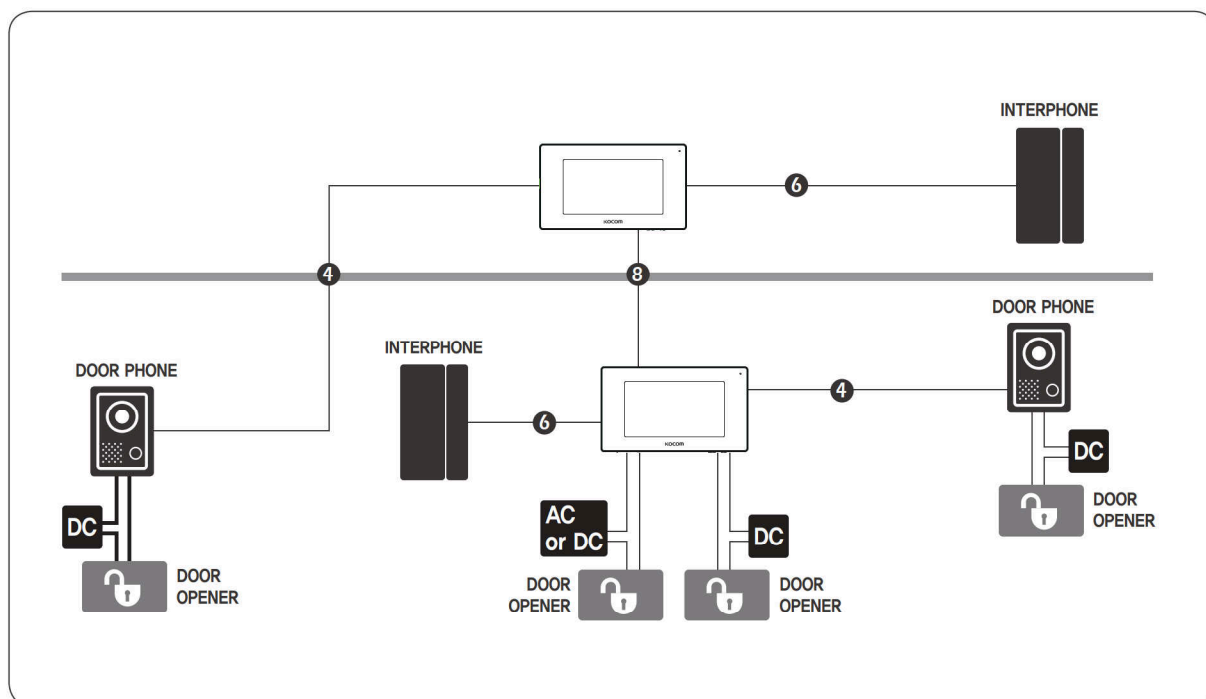 INTERPHONE
KOCOM
6
4
8
DOOR PHONE
INTERPHONE
DOOR PHONE
4
6
KOCOM
DC
DOOR
OPENER
AC
or DC
DC
DC
DOOR
OPENER
DOOR
OPENER
DOOR
OPENER